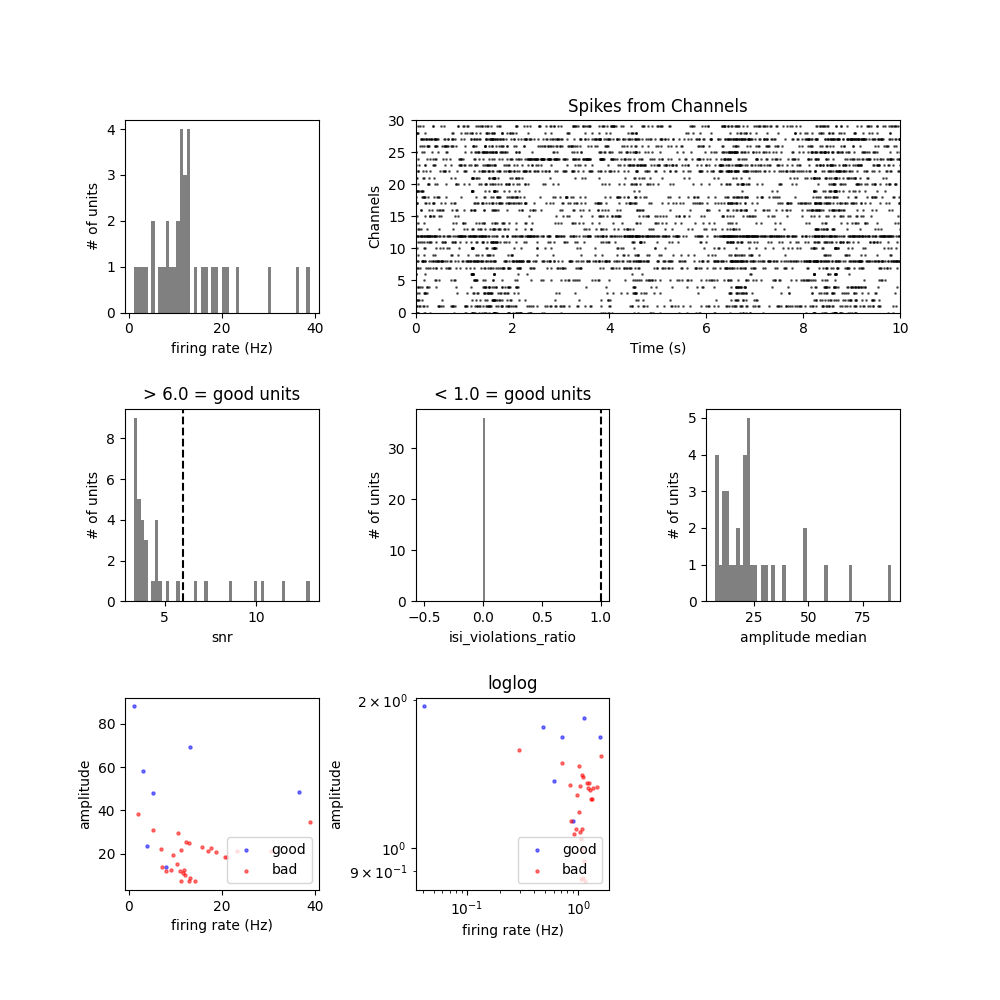 Spikes from Channels
# of units
4
3
2
1
0
0 20 40
firing rate (Hz)
Channels
30
25
20
15
10
5
0
0 2 4 6 8 10
Time (s)
> 6.0 = good units
# of units
8
6
4
2
0
5 10
snr
< 1.0 = good units
# of units
30
20
10
0
−0.5 0.0 0.5 1.0
isi_violations_ratio
# of units
5
4
3
2
1
0
25 50 75
amplitude median
amplitude
80
60
40
20
0 20 40
firing rate (Hz)
good
bad
loglog
amplitude
2 × 10⁰
10⁰
9 × 10⁻¹
10⁻¹ 10⁰
firing rate (Hz)
good
bad